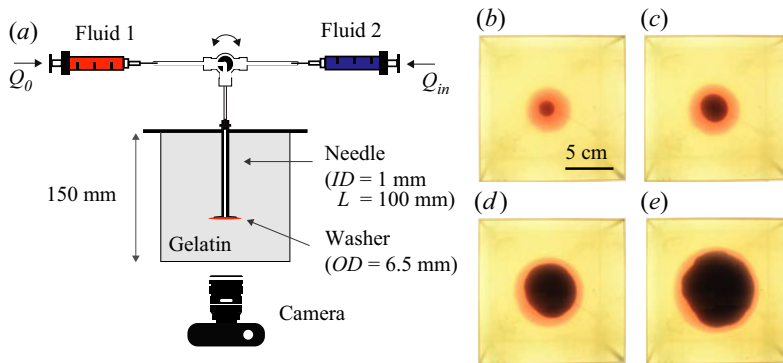 (a)
Fluid 1
Fluid 2
Q0
Qin
150 mm
Needle
(ID = 1 mm
L = 100 mm)
Washer
(OD = 6.5 mm)
Gelatin
Camera
(b)
5 cm
(c)
(d)
(e)